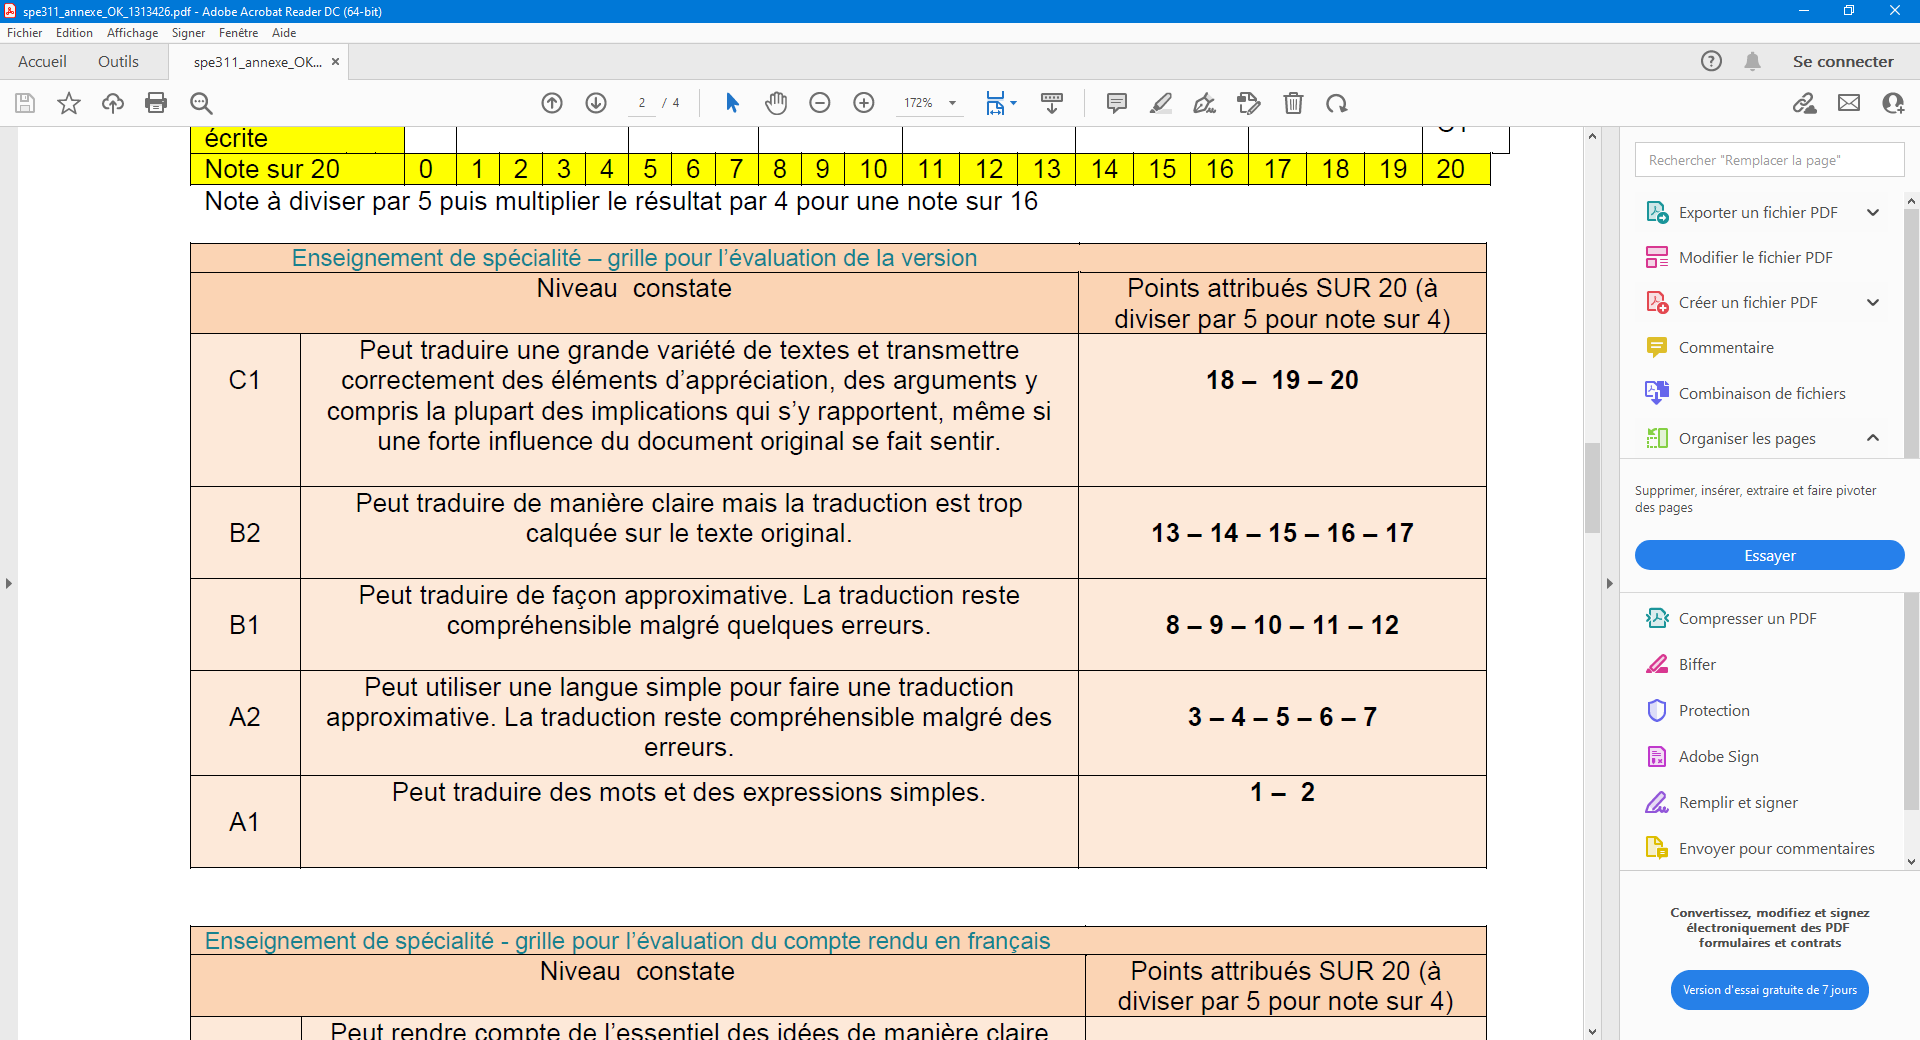 spe311_annexe_OK_1313426.pdf - Adobe Acrobat Reader DC (64-bit)
Fichier Edition Affichage Signer Fenêtre Aide
Accueil Outils spe311_annexe_OK... × Se connecter
2 / 4 172%
écrite
Note sur 20 0 1 2 3 4 5 6 7 8 9 10 11 12 13 14 15 16 17 18 19 20
Note à diviser par 5 puis multiplier le résultat par 4 pour une note sur 16
Enseignement de spécialité – grille pour l’évaluation de la version
Niveau constate
Points attribués SUR 20 (à
diviser par 5 pour note sur 4)
C1
Peut traduire une grande variété de textes et transmettre
correctement des éléments d’appréciation, des arguments y
compris la plupart des implications qui s’y rapportent, même si
une forte influence du document original se fait sentir.
18 – 19 – 20
B2
Peut traduire de manière claire mais la traduction est trop
calquée sur le texte original.
13 – 14 – 15 – 16 – 17
B1
Peut traduire de façon approximative. La traduction reste
compréhensible malgré quelques erreurs.
8 – 9 – 10 – 11 – 12
A2
Peut utiliser une langue simple pour faire une traduction
approximative. La traduction reste compréhensible malgré des
erreurs.
3 – 4 – 5 – 6 – 7
A1
Peut traduire des mots et des expressions simples.
1 – 2
Enseignement de spécialité - grille pour l’évaluation du compte rendu en français
Niveau constate
Points attribués SUR 20 (à
diviser par 5 pour note sur 4)
Peut rendre compte de l’essentiel des idées de manière claire
Rechercher "Remplacer la page"
Exporter un fichier PDF
Modifier le fichier PDF
Créer un fichier PDF
Commentaire
Combinaison de fichiers
Organiser les pages
Supprimer, insérer, extraire et faire pivoter
des pages
Essayer
Compresser un PDF
Biffer
Protection
Adobe Sign
Remplir et signer
Envoyer pour commentaires
Convertissez, modifiez et signez
électroniquement des PDF
formulaires et contrats
Version d'essai gratuite de 7 jours